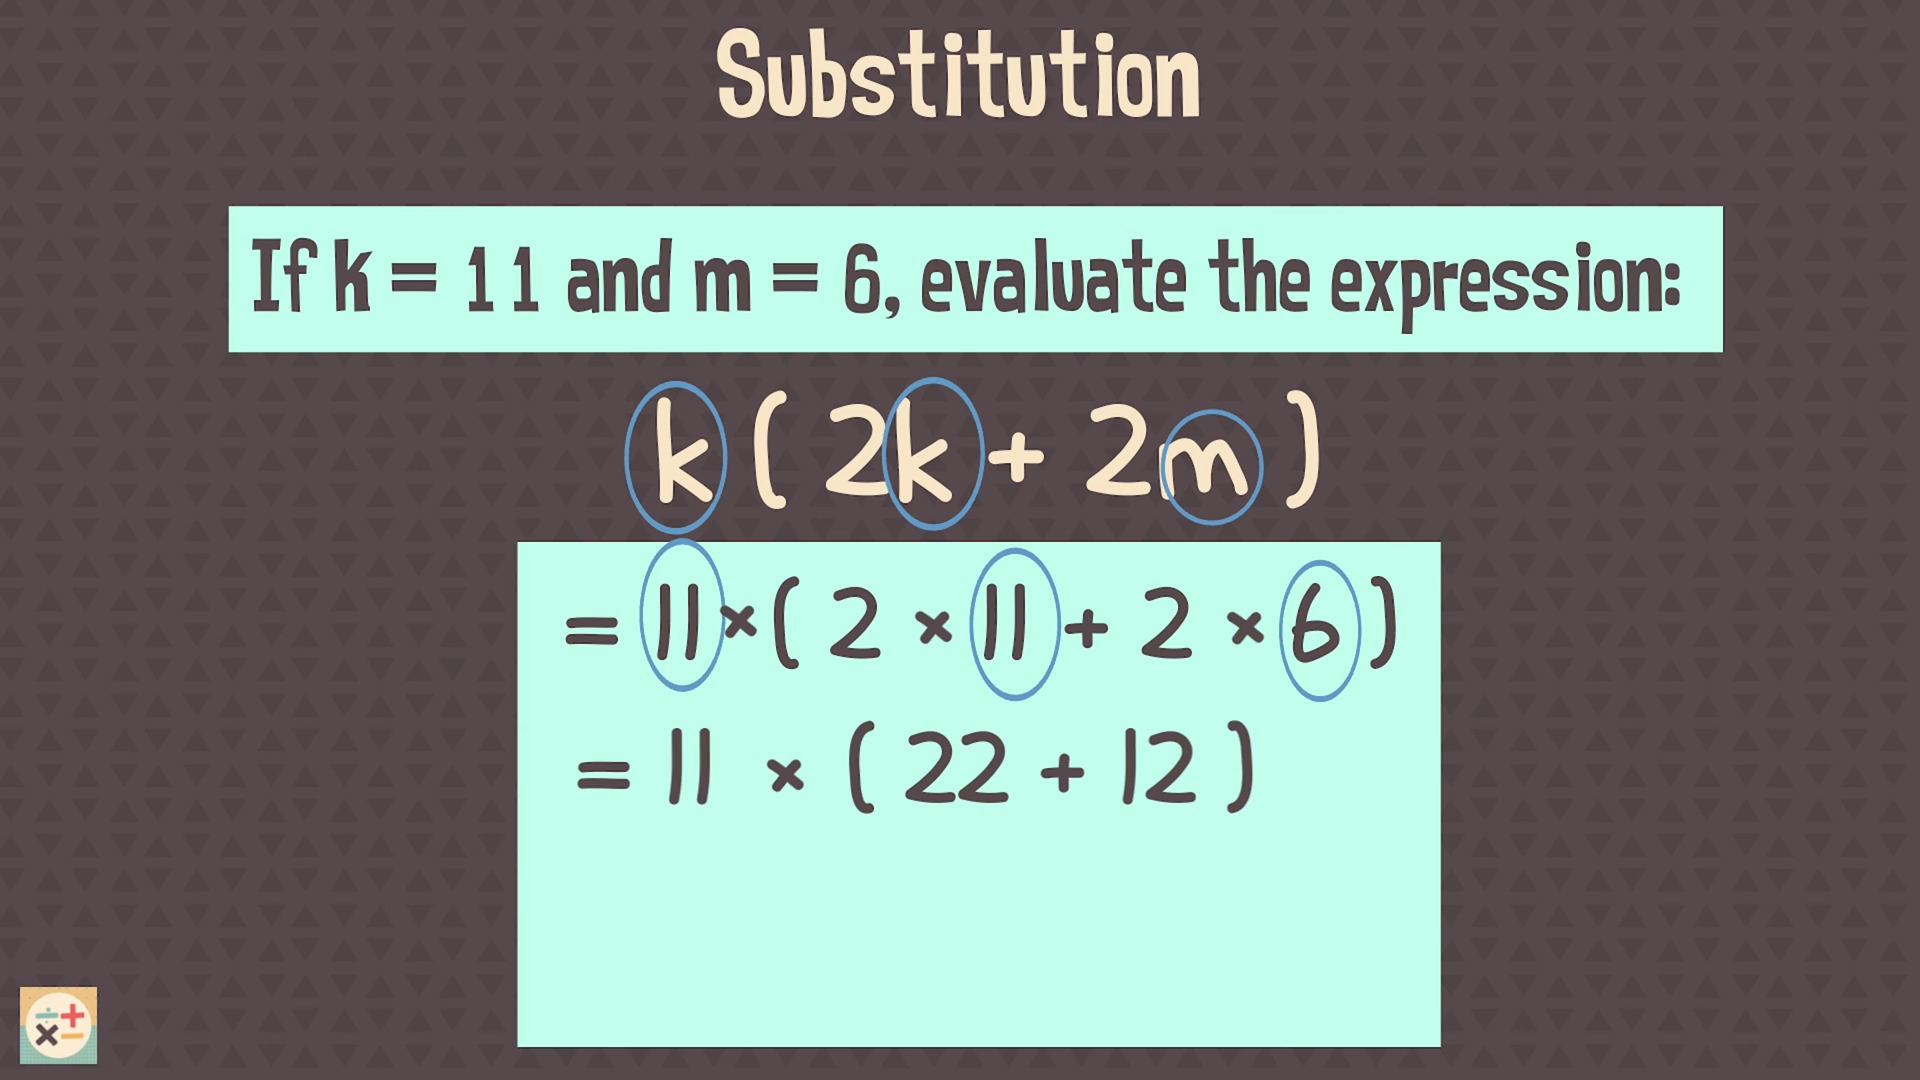 Substitution
If k = 11 and m = 6, evaluate the expression:
k ( 2k + 2m )
= 11 × ( 2 × 11 + 2 × 6 )
= 11 × ( 22 + 12 )